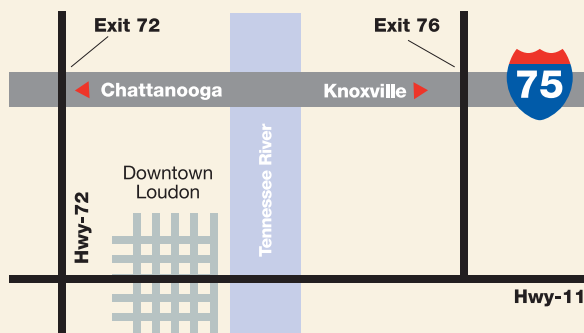 Exit 72
Exit 76
Chattanooga
Knoxville
75
Downtown
Loudon
Tennessee River
Hwy-72
Hwy-11